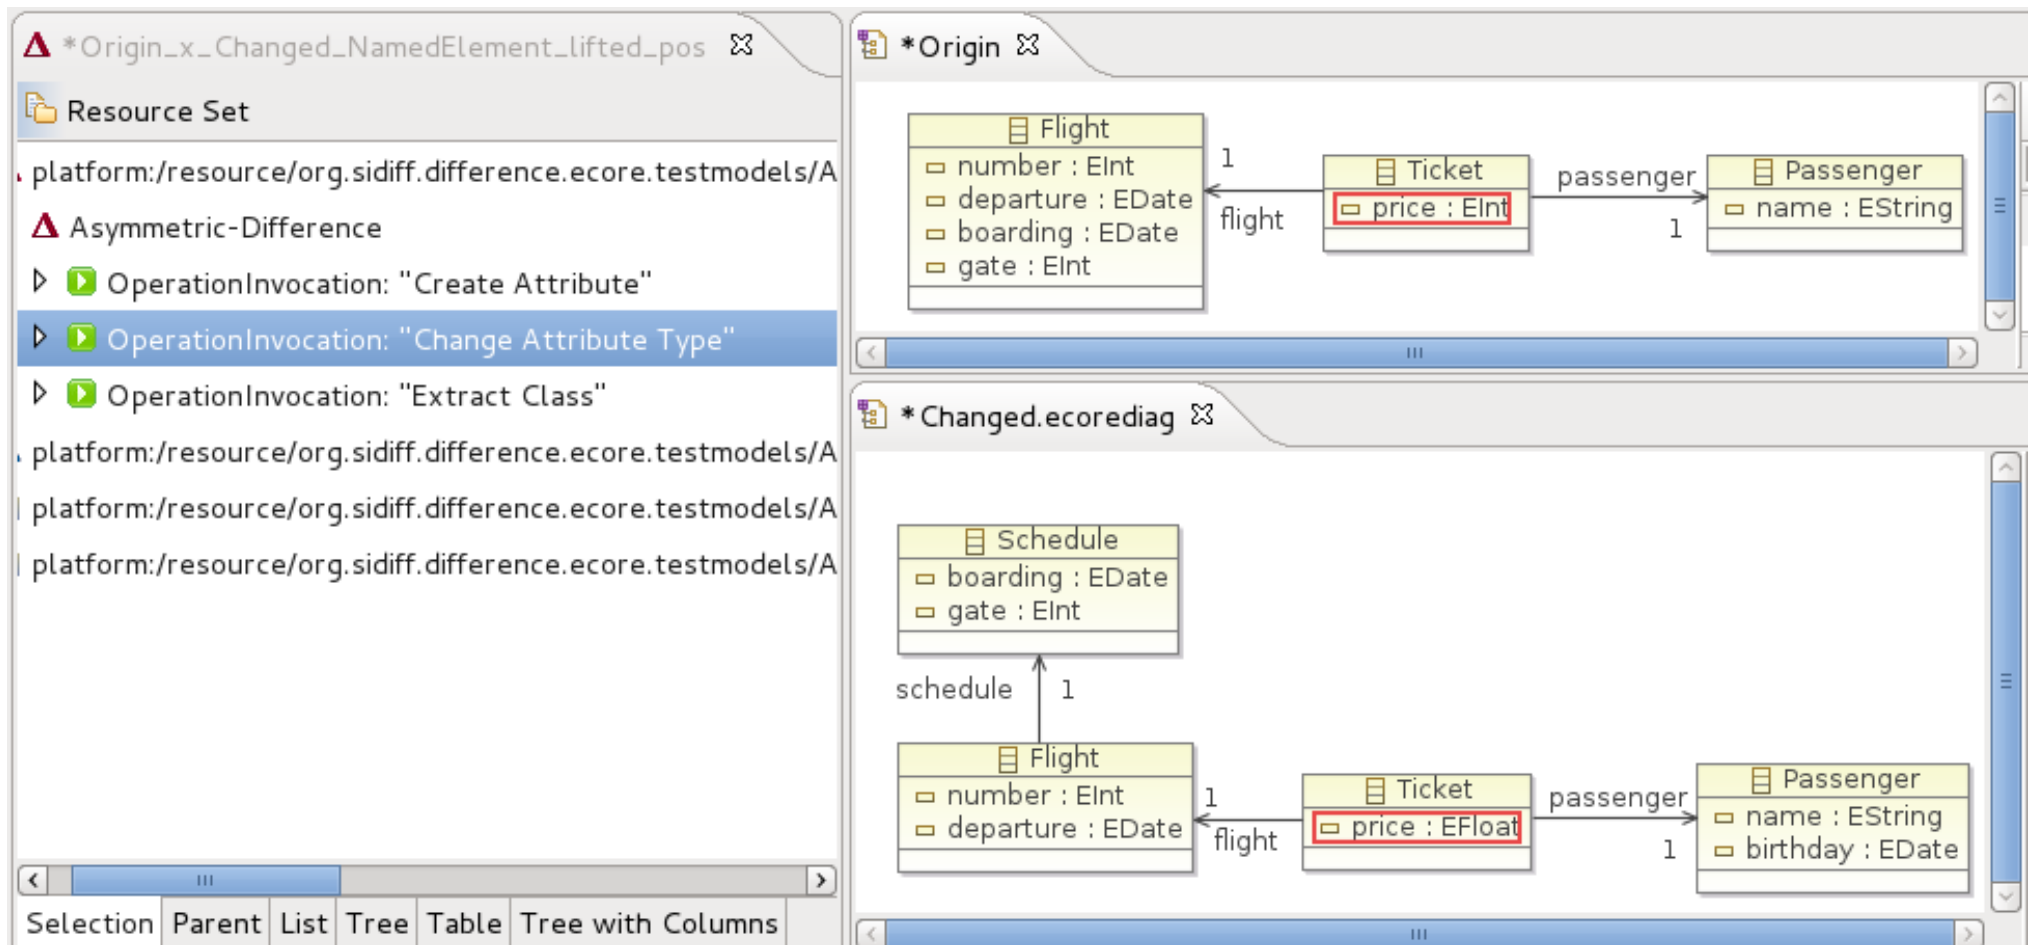 *Origin_x_Changed_NamedElement_lifted_pos
Resource Set
platform:/resource/org.sidiff.difference.ecore.testmodels/A
Asymmetric-Difference
OperationInvocation: "Create Attribute"
OperationInvocation: "Change Attribute Type"
OperationInvocation: "Extract Class"
platform:/resource/org.sidiff.difference.ecore.testmodels/A
platform:/resource/org.sidiff.difference.ecore.testmodels/A
platform:/resource/org.sidiff.difference.ecore.testmodels/A
Selection Parent List Tree Table Tree with Columns
*Origin
Flight
number : EInt
departure : EDate
boarding : EDate
gate : EInt
1
flight
Ticket
price : EInt
passenger
1
Passenger
name : EString
*Changed.ecorediag
Schedule
boarding : EDate
gate : EInt
schedule 1
Flight
number : EInt
departure : EDate
1
flight
Ticket
price : EFloat
passenger
1
Passenger
name : EString
birthday : EDate